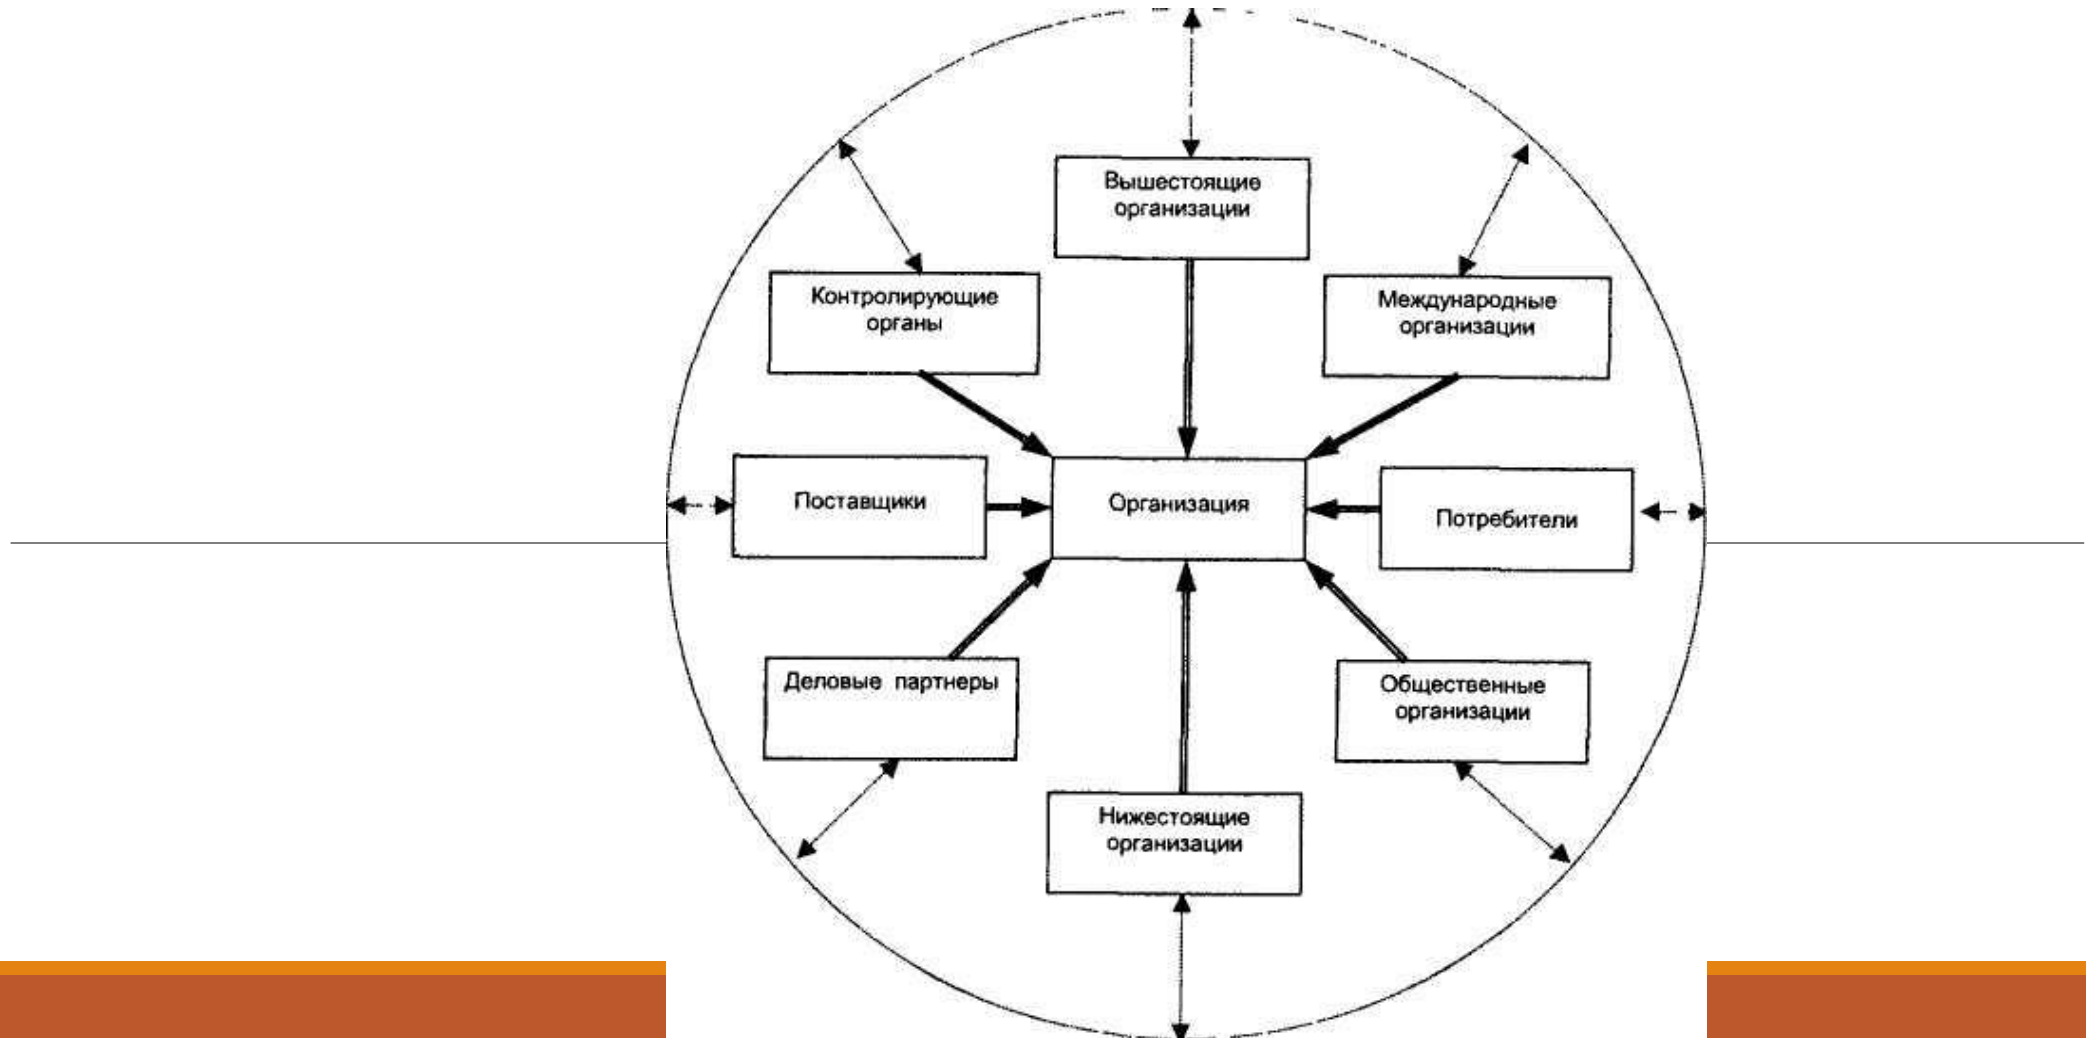 Вышестоящие
организации
Контролирующие
органы
Международные
организации
Поставщики
Организация
Потребители
Деловые партнеры
Общественные
организации
Нижестоящие
организации